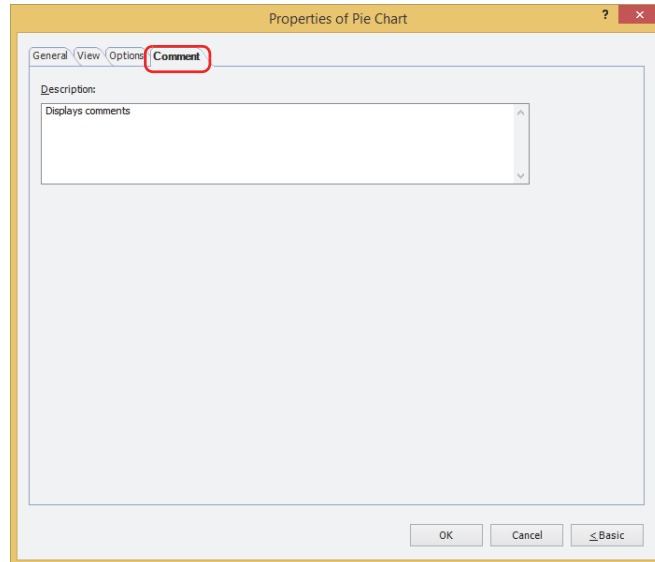 Properties of Pie Chart ? ×
General View Options Comment
Description:
Displays comments
OK Cancel < Basic